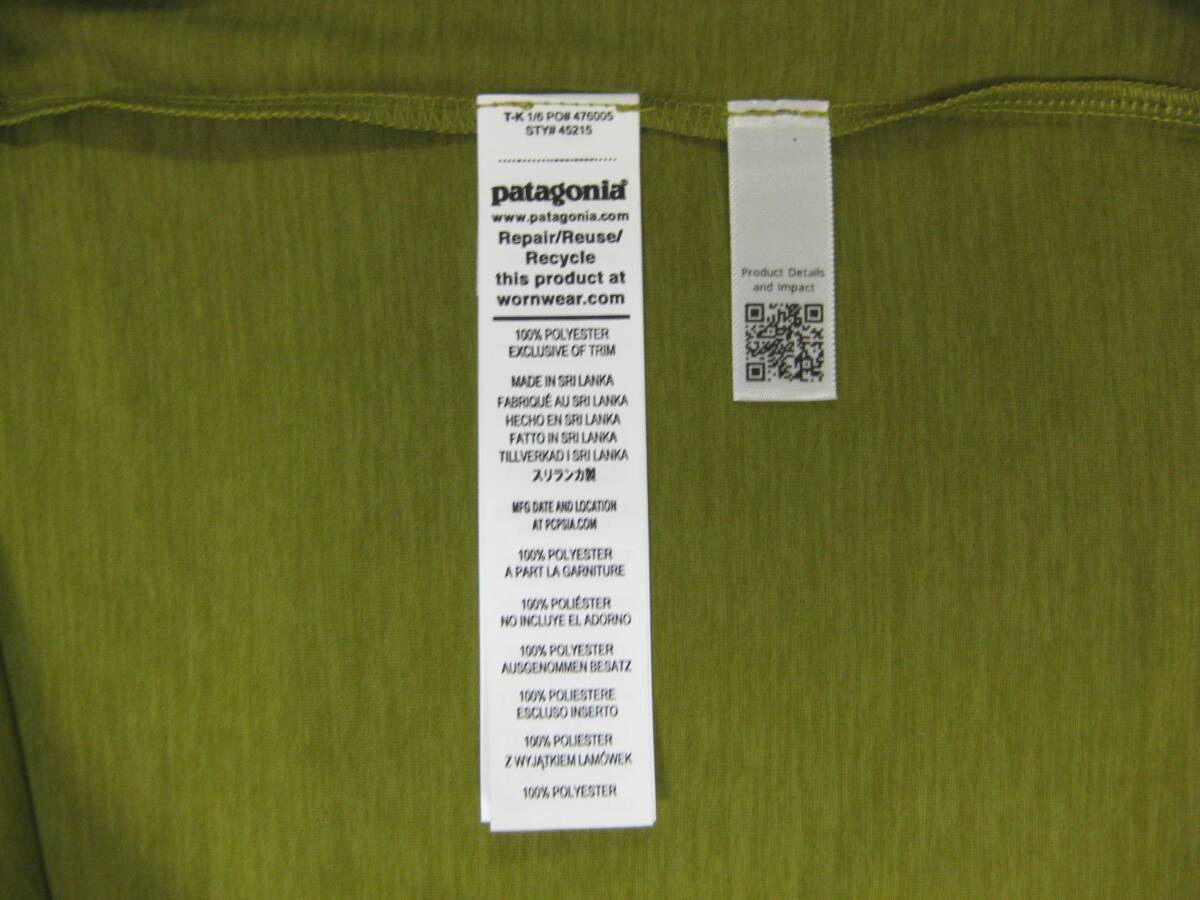 T-K 1/6 PO# 476005
STY# 45215
patagonia®
www.patagonia.com
Repair/Reuse/
Recycle
this product at
wornwear.com
100% POLYESTER
EXCLUSIVE OF TRIM
MADE IN SRI LANKA
FABRIQUÉ AU SRI LANKA
HECHO EN SRI LANKA
FATTO IN SRI LANKA
TILLVERKAD I SRI LANKA
スリランカ製
MFG DATE AND LOCATION
AT PCPSIA.COM
100% POLYESTER
A PART LA GARNITURE
100% POLIÉSTER
NO INCLUYE EL ADORNO
100% POLYESTER
AUSGENOMMEN BESATZ
100% POLIESTERE
ESCLUSO INSERTO
100% POLIESTER
Z WYJĄTKIEM LAMÓWEK
100% POLYESTER
Product Details
and Impact